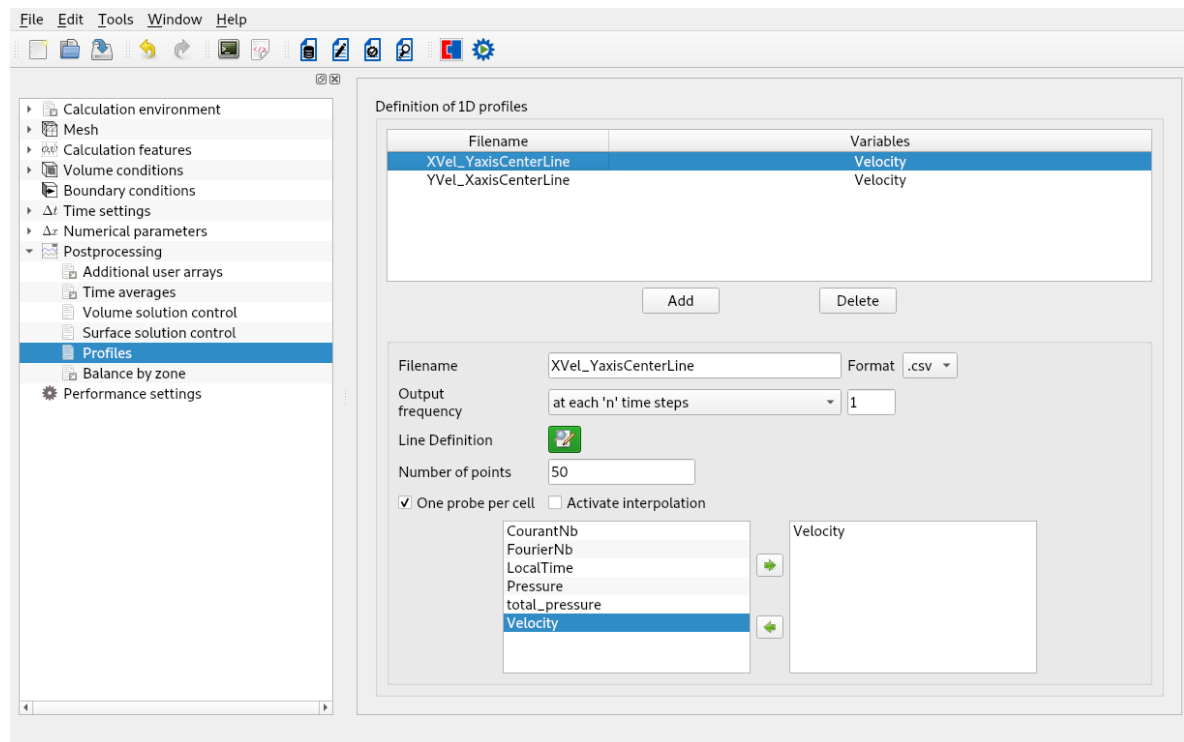 File Edit Tools Window Help
Calculation environment
Mesh
Calculation features
Volume conditions
Boundary conditions
Δt Time settings
Δx Numerical parameters
Postprocessing
Additional user arrays
Time averages
Volume solution control
Surface solution control
Profiles
Balance by zone
Performance settings
Definition of 1D profiles
Filename Variables
XVel_YaxisCenterLine Velocity
YVel_XaxisCenterLine Velocity
Add Delete
Filename XVel_YaxisCenterLine Format .csv
Output
frequency
at each 'n' time steps 1
Line Definition
Number of points 50
One probe per cell Activate interpolation
CourantNb
FourierNb
LocalTime
Pressure
total_pressure
Velocity
Velocity